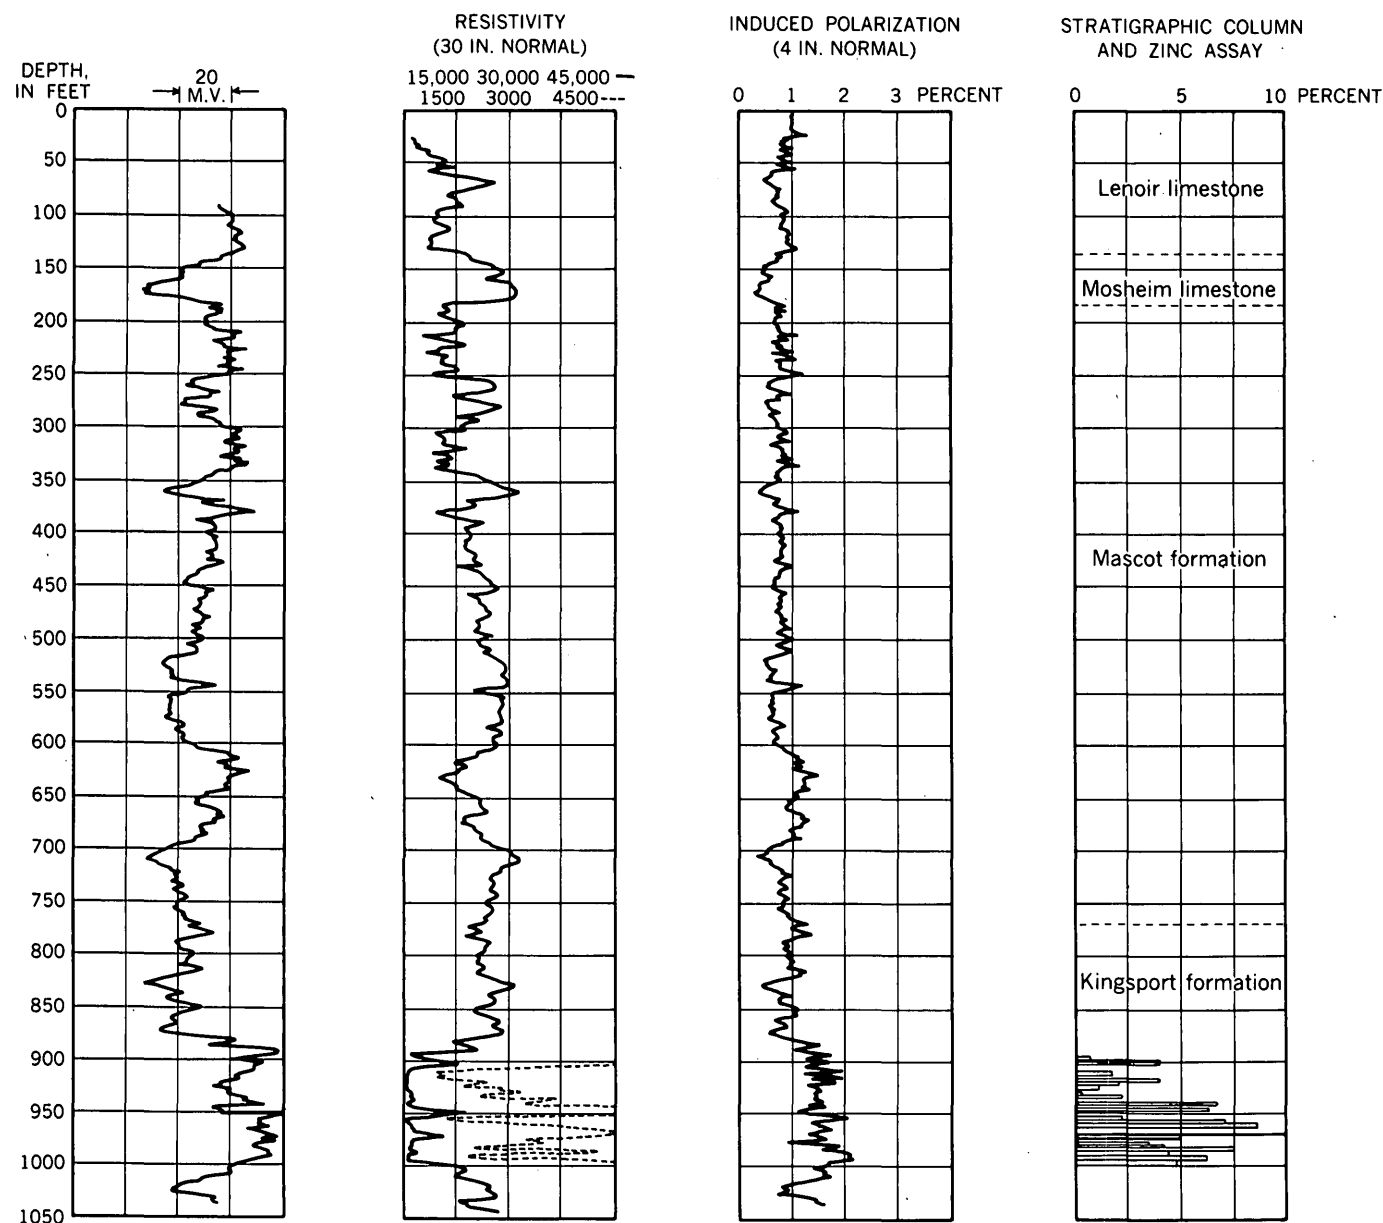 RESISTIVITY
(30 IN. NORMAL)
INDUCED POLARIZATION
(4 IN. NORMAL)
STRATIGRAPHIC COLUMN
AND ZINC ASSAY
DEPTH,
IN FEET
20
M.V.
15,000 30,000 45,000
1500 3000 4500
0 1 2 3 PERCENT
0 5 10 PERCENT
0
50
100
150
200
250
300
350
400
450
500
550
600
650
700
750
800
850
900
950
1000
1050
Lenoir limestone
Mosheim limestone
Mascot formation
Kingsport formation